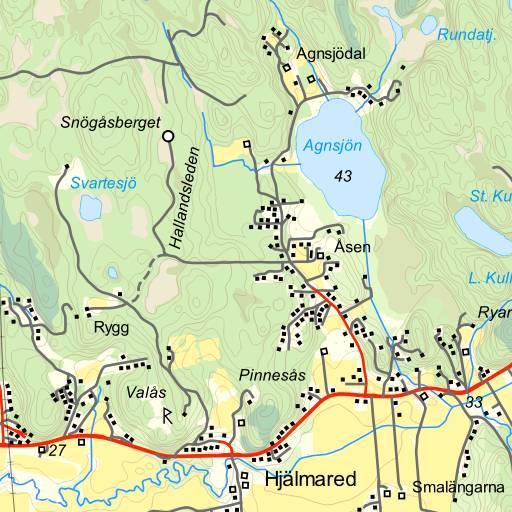 Rundatj.
Agnsjödal
Snögåsberget
Agnsjön
43
Svartesjö
Hallandsleden
St. Ku
Åsen
L. Kull
Ryar
Rygg
Pinnesås
Valås
33
27
Hjälmared
Smalängarna